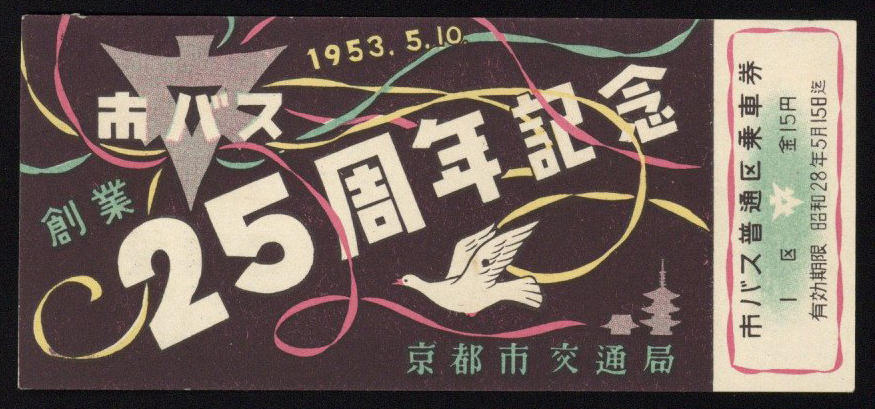 1953.5.10.
市バス
創業
25周年記念
京都市交通局
市バス普通区乗車券
1区 金15円
有効期限 昭和28年5月15日迄